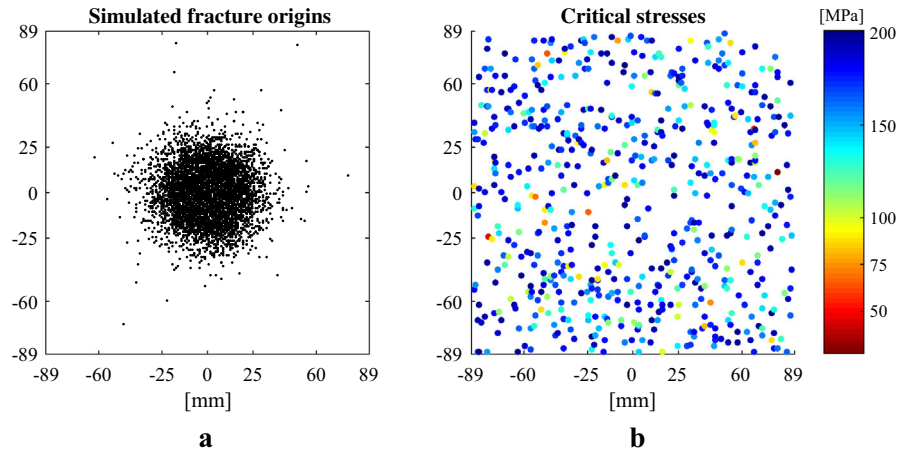 Simulated fracture origins
89
60
25
0
-25
-60
-89
-89 -60 -25 0 25 60 89
[mm]
a
Critical stresses
89
60
25
0
-25
-60
-89
-89 -60 -25 0 25 60 89
[mm]
b
[MPa]
200
150
100
75
50